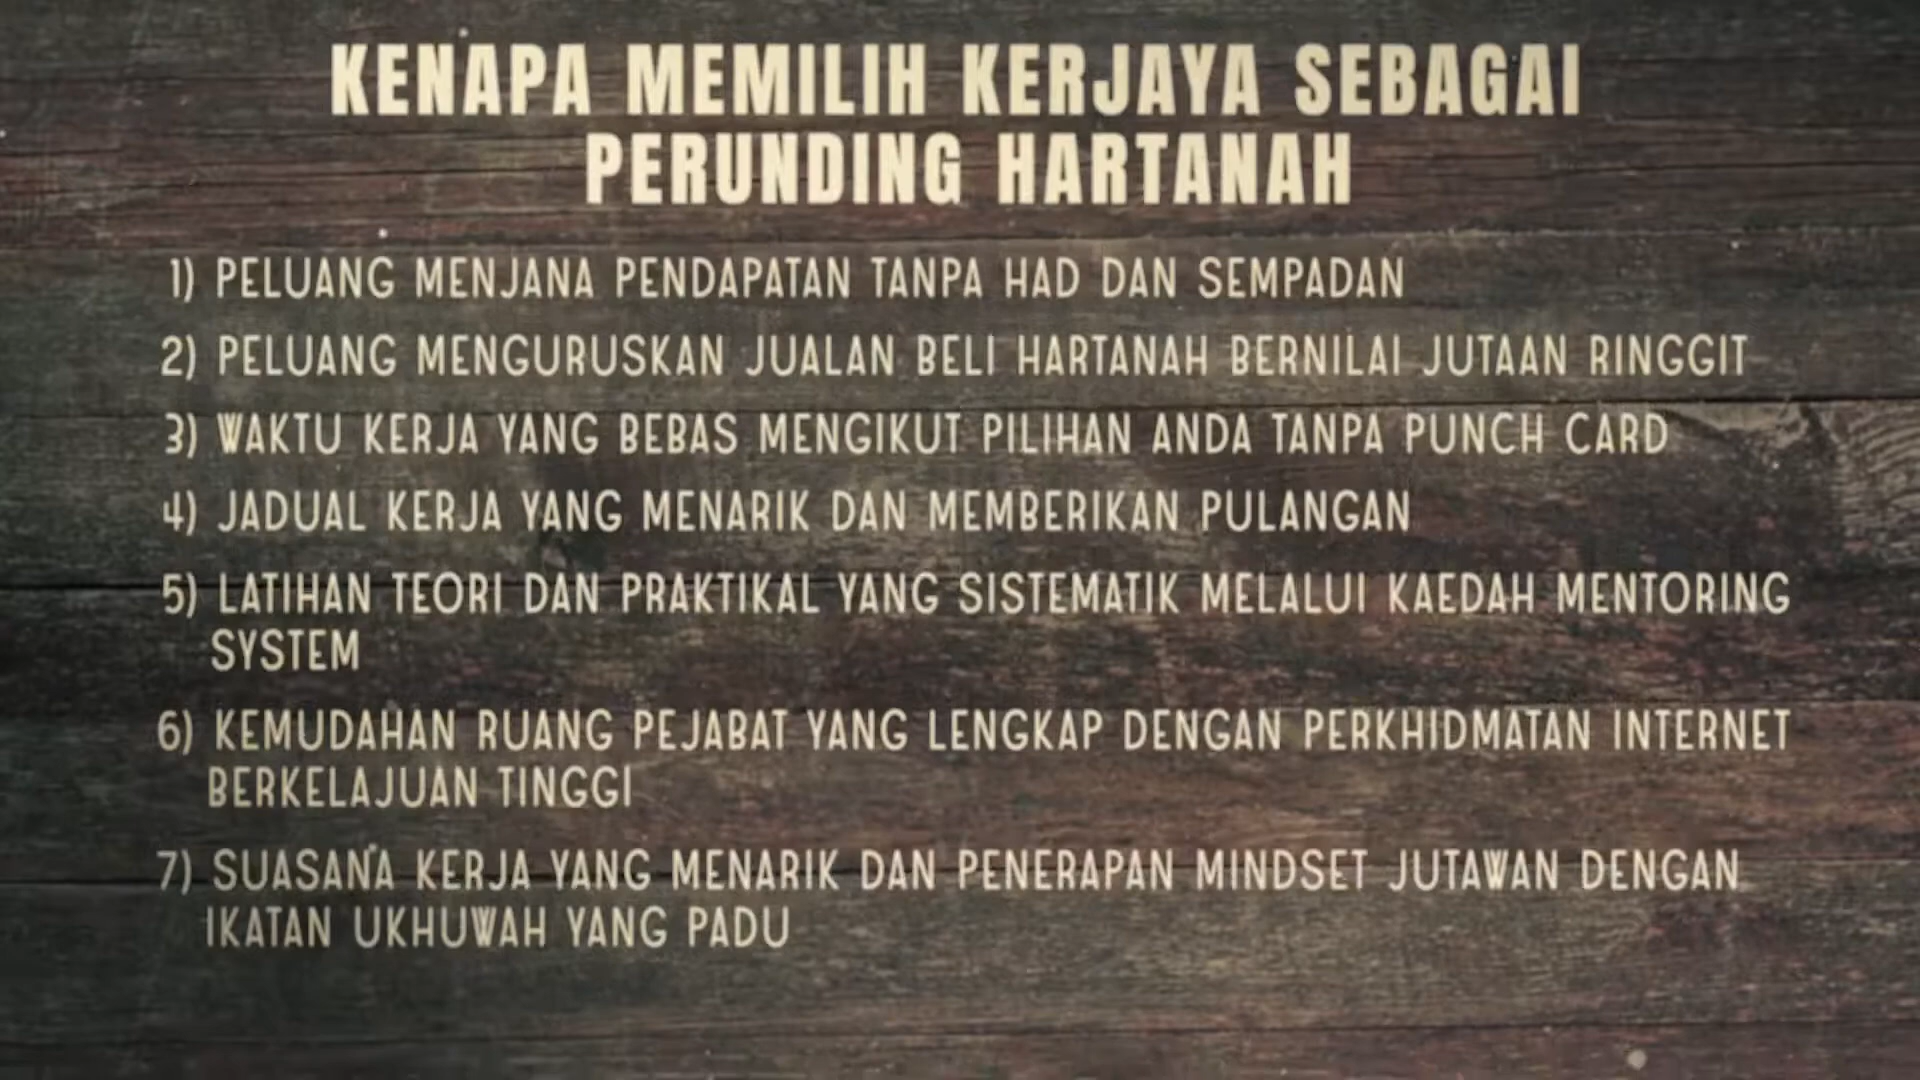 KENAPA MEMILIH KERJAYA SEBAGAI
PERUNDING HARTANAH
1) PELUANG MENJANA PENDAPATAN TANPA HAD DAN SEMPADAN
2) PELUANG MENGURUSKAN JUALAN BELI HARTANAH BERNILAI JUTAAN RINGGIT
3) WAKTU KERJA YANG BEBAS MENGIKUT PILIHAN ANDA TANPA PUNCH CARD
4) JADUAL KERJA YANG MENARIK DAN MEMBERIKAN PULANGAN
5) LATIHAN TEORI DAN PRAKTIKAL YANG SISTEMATIK MELALUI KAEDAH MENTORING
SYSTEM
6) KEMUDAHAN RUANG PEJABAT YANG LENGKAP DENGAN PERKHIDMATAN INTERNET
BERKELAJUAN TINGGI
7) SUASANA KERJA YANG MENARIK DAN PENERAPAN MINDSET JUTAWAN DENGAN
IKATAN UKHUWAH YANG PADU